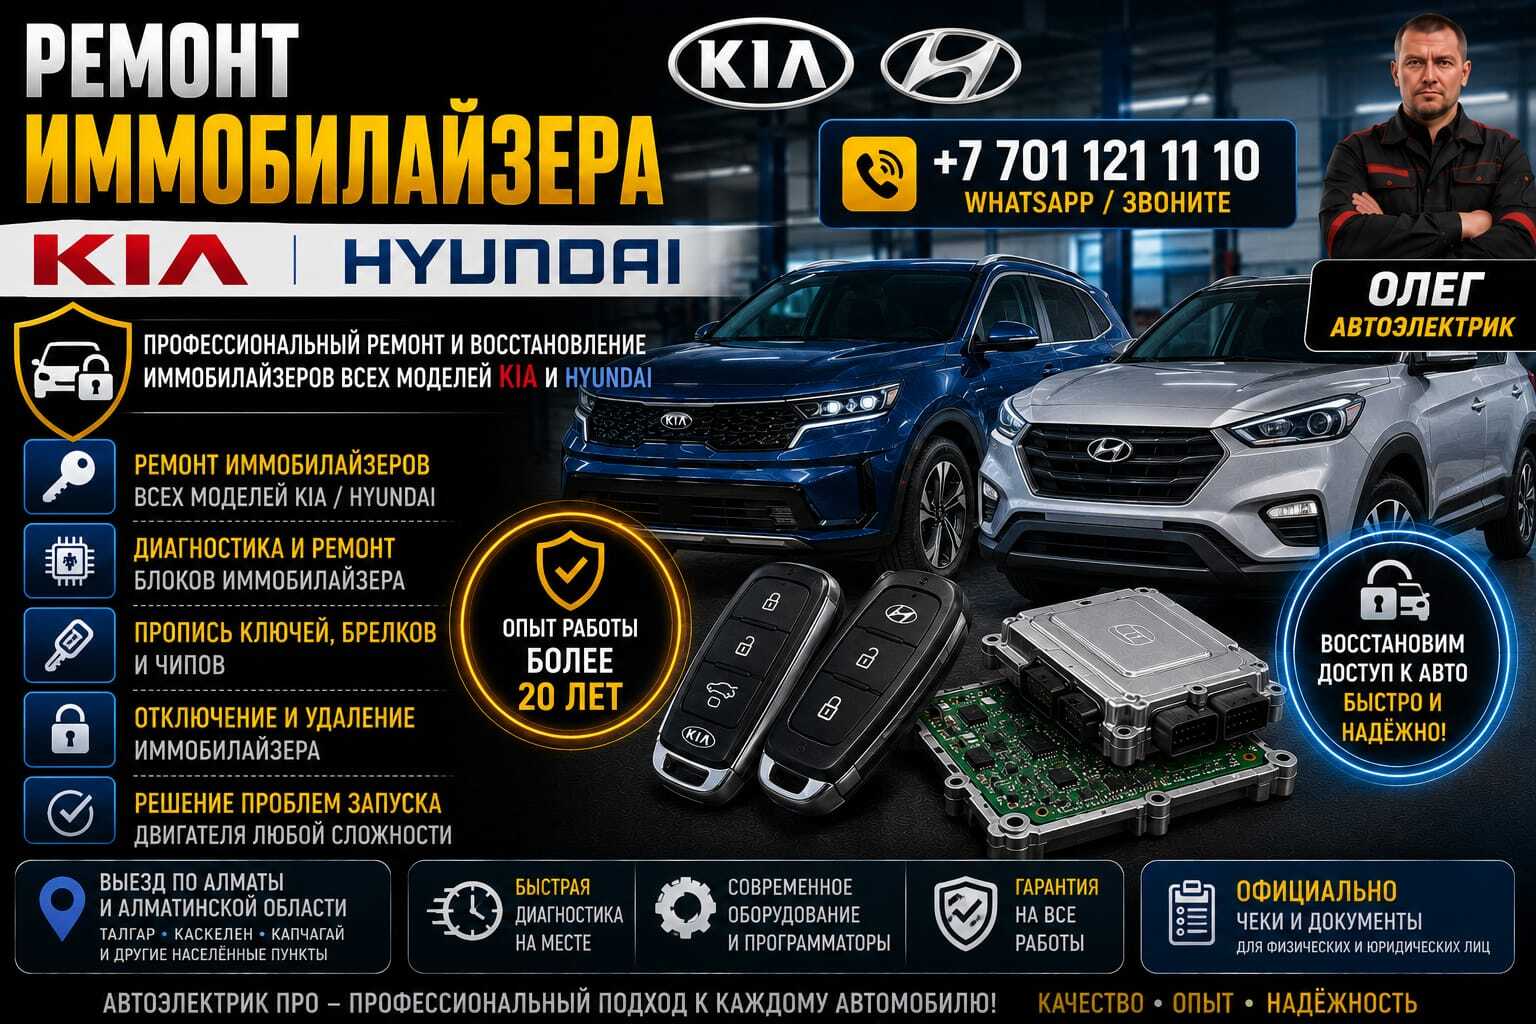 РЕМОНТ
ИММОБИЛАЙЗЕРА
KIA | HYUNDAI
KIA
+7 701 121 11 10
WHATSAPP / ЗВОНИТЕ
ОЛЕГ
АВТОЭЛЕКТРИК
ПРОФЕССИОНАЛЬНЫЙ РЕМОНТ И ВОССТАНОВЛЕНИЕ
ИММОБИЛАЙЗЕРОВ ВСЕХ МОДЕЛЕЙ KIA И HYUNDAI
РЕМОНТ ИММОБИЛАЙЗЕРОВ
ВСЕХ МОДЕЛЕЙ KIA / HYUNDAI
ДИАГНОСТИКА И РЕМОНТ
БЛОКОВ ИММОБИЛАЙЗЕРА
ПРОПИСЬ КЛЮЧЕЙ, БРЕЛКОВ
И ЧИПОВ
ОТКЛЮЧЕНИЕ И УДАЛЕНИЕ
ИММОБИЛАЙЗЕРА
РЕШЕНИЕ ПРОБЛЕМ ЗАПУСКА
ДВИГАТЕЛЯ ЛЮБОЙ СЛОЖНОСТИ
ОПЫТ РАБОТЫ
БОЛЕЕ
20 ЛЕТ
KIA
KIA
ВОССТАНОВИМ
ДОСТУП К АВТО
БЫСТРО И
НАДЁЖНО!
ВЫЕЗД ПО АЛМАТЫ
И АЛМАТИНСКОЙ ОБЛАСТИ
ТАЛГАР • КАСКЕЛЕН • КАПЧАГАЙ
И ДРУГИЕ НАСЕЛЁННЫЕ ПУНКТЫ
БЫСТРАЯ
ДИАГНОСТИКА
НА МЕСТЕ
СОВРЕМЕННОЕ
ОБОРУДОВАНИЕ
И ПРОГРАММАТОРЫ
ГАРАНТИЯ
НА ВСЕ
РАБОТЫ
ОФИЦИАЛЬНО
ЧЕКИ И ДОКУМЕНТЫ
ДЛЯ ФИЗИЧЕСКИХ И ЮРИДИЧЕСКИХ ЛИЦ
АВТОЭЛЕКТРИК ПРО – ПРОФЕССИОНАЛЬНЫЙ ПОДХОД К КАЖДОМУ АВТОМОБИЛЮ!
КАЧЕСТВО • ОПЫТ • НАДЁЖНОСТЬ